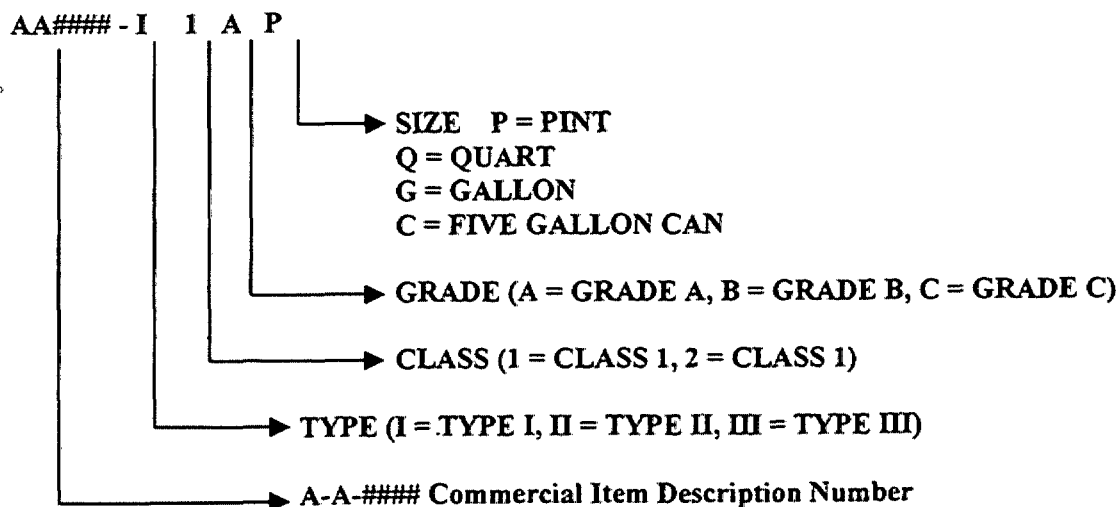 AA####-I 1 A P
SIZE P = PINT
Q = QUART
G = GALLON
C = FIVE GALLON CAN
GRADE (A = GRADE A, B = GRADE B, C = GRADE C)
CLASS (1 = CLASS 1, 2 = CLASS 1)
TYPE (I = .TYPE I, II = TYPE II, III = TYPE III)
A-A-#### Commercial Item Description Number